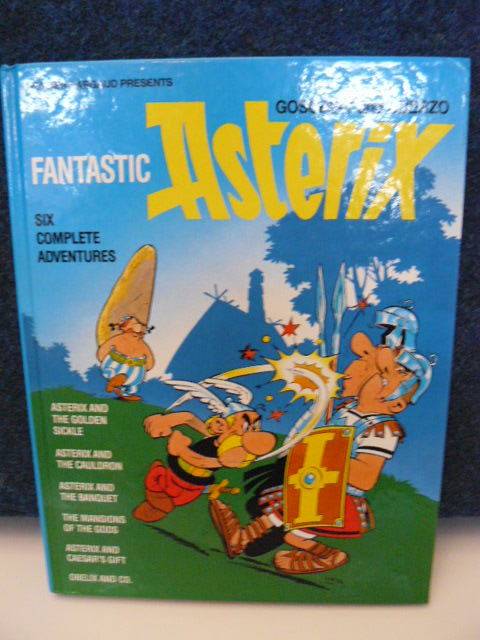 PRESENTS
FANTASTIC
Asterix
SIX
COMPLETE
ADVENTURES
ASTERIX AND
THE GOLDEN
SICKLE
ASTERIX AND
THE CAULDRON
ASTERIX AND
THE BANQUET
THE MANSIONS
OF THE GODS
ASTERIX AND
CAESAR'S GIFT
OBELIX AND CO.